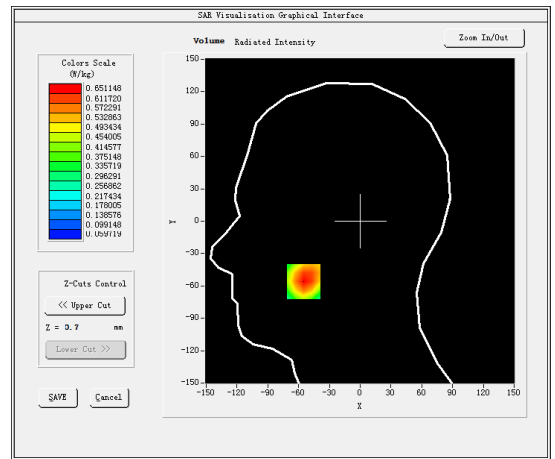 SAR Visualisation Graphical Interface
Volume Radiated Intensity
Zoom In/Out
Colors Scale
(W/kg)
0.651148
0.611720
0.572291
0.532863
0.493434
0.454005
0.414577
0.375148
0.335719
0.296291
0.256862
0.217434
0.178005
0.138576
0.099148
0.059719
Z-Cuts Control
<< Upper Cut
Z = 0.7 mm
Lower Cut >>
SAVE Cancel
150
120
90
60
30
0
-30
-60
-90
-120
-150
Y
-150 -120 -90 -60 -30 0 30 60 90 120 150
X